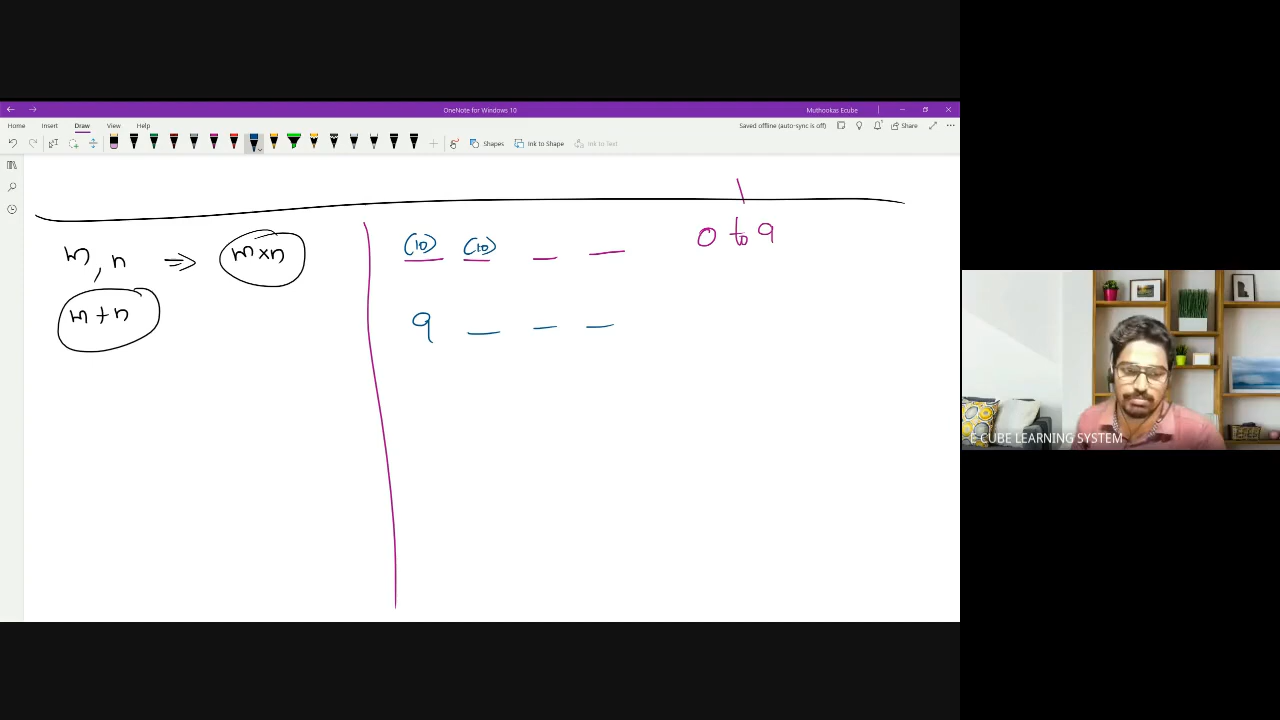 OneNote for Windows 10
Muthookas Ecube
Home Insert Draw View Help
Saved offline (auto-sync is off)
Share
Shapes
Ink to Shape
Ink to Text
m, n ⇒ m×n
m+n
(10) (10) _ _
0 to 9
9 _ _ _
E CUBE LEARNING SYSTEM